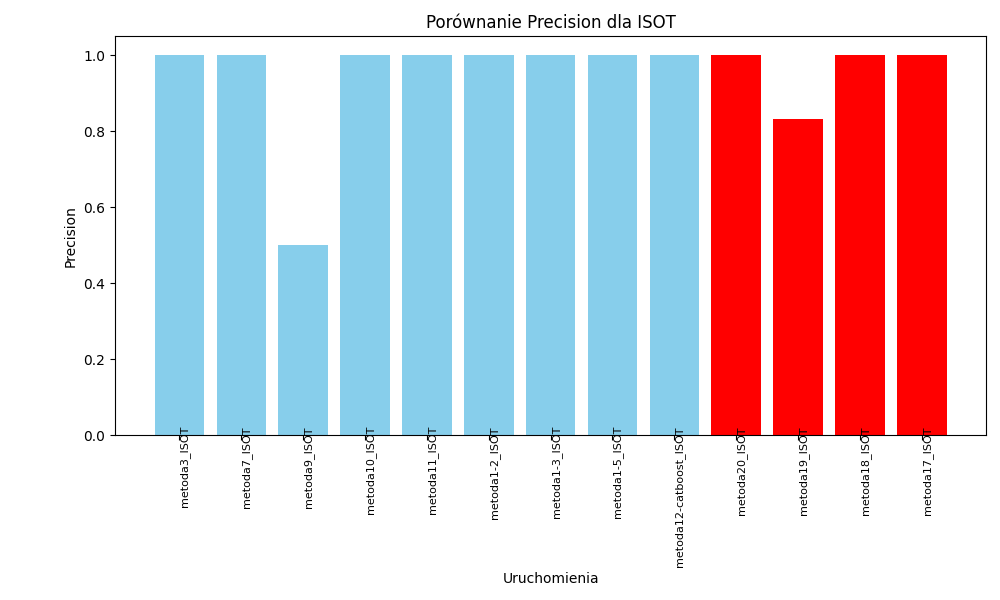 Porównanie Precision dla ISOT
Precision
1.0
0.8
0.6
0.4
0.2
0.0
metoda3_ISOT
metoda7_ISOT
metoda9_ISOT
metoda10_ISOT
metoda11_ISOT
metoda1-2_ISOT
metoda1-3_ISOT
metoda1-5_ISOT
metoda12-catboost_ISOT
metoda20_ISOT
metoda19_ISOT
metoda18_ISOT
metoda17_ISOT
Uruchomienia